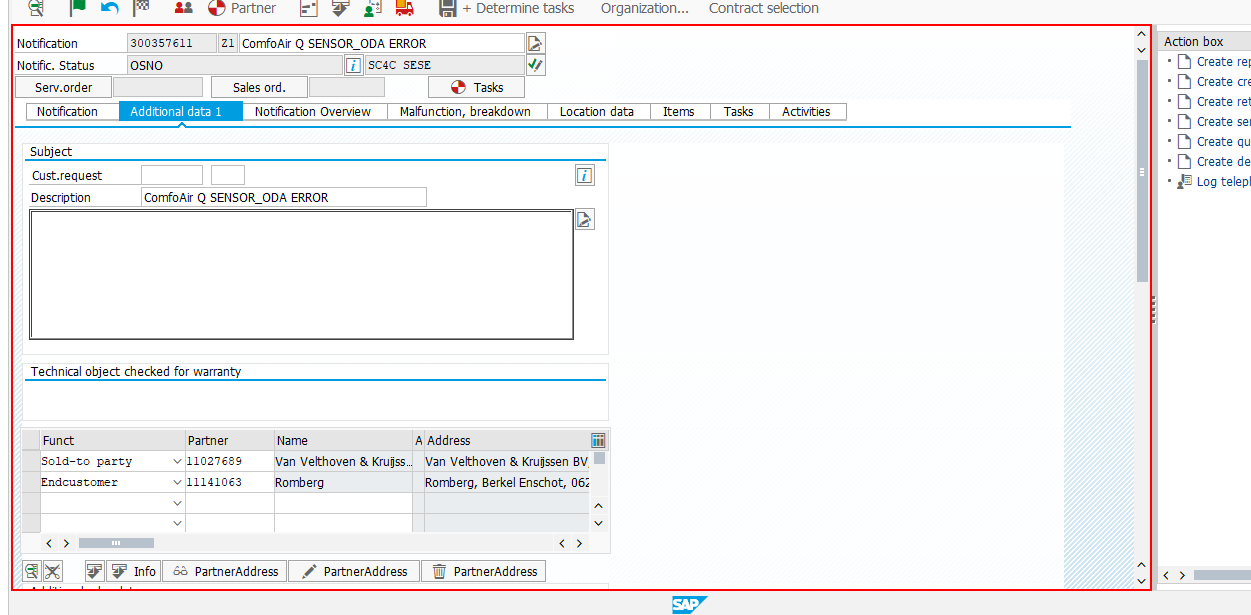 Partner + Determine tasks Organization... Contract selection
Notification 300357611 Z1 ComfoAir Q SENSOR_ODA ERROR
Notific. Status OSNO SC4C SESE
Serv.order Sales ord. Tasks
Notification Additional data 1 Notification Overview Malfunction, breakdown Location data Items Tasks Activities
Subject
Cust.request
Description ComfoAir Q SENSOR_ODA ERROR
Technical object checked for warranty
Funct Partner Name A Address
Sold-to party 11027689 Van Velthoven & Kruijss... Van Velthoven & Kruijssen BV,
Endcustomer 11141063 Romberg Romberg, Berkel Enschot, 062
Info PartnerAddress PartnerAddress PartnerAddress
SAP
Action box
Create rep
Create cre
Create ret
Create ser
Create qu
Create de
Log teleph